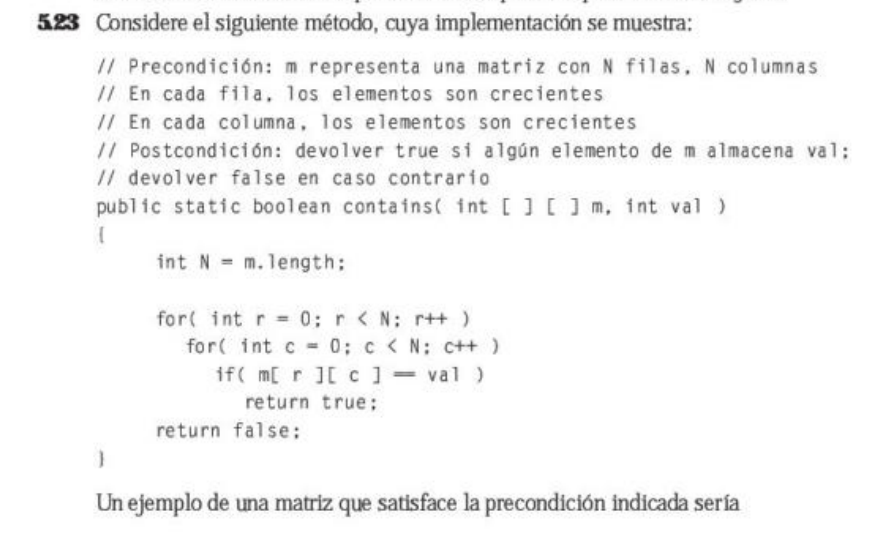 5.23 Considere el siguiente método, cuya implementación se muestra:
// Precondición: m representa una matriz con N filas, N columnas
// En cada fila, los elementos son crecientes
// En cada columna, los elementos son crecientes
// Postcondición: devolver true si algún elemento de m almacena val;
// devolver false en caso contrario
public static boolean contains( int [ ] [ ] m, int val )
{
int N = m.length;
for( int r = 0; r < N; r++ )
for( int c = 0; c < N; c++ )
if( m[ r ][ c ] == val )
return true;
return false;
}
Un ejemplo de una matriz que satisface la precondición indicada sería